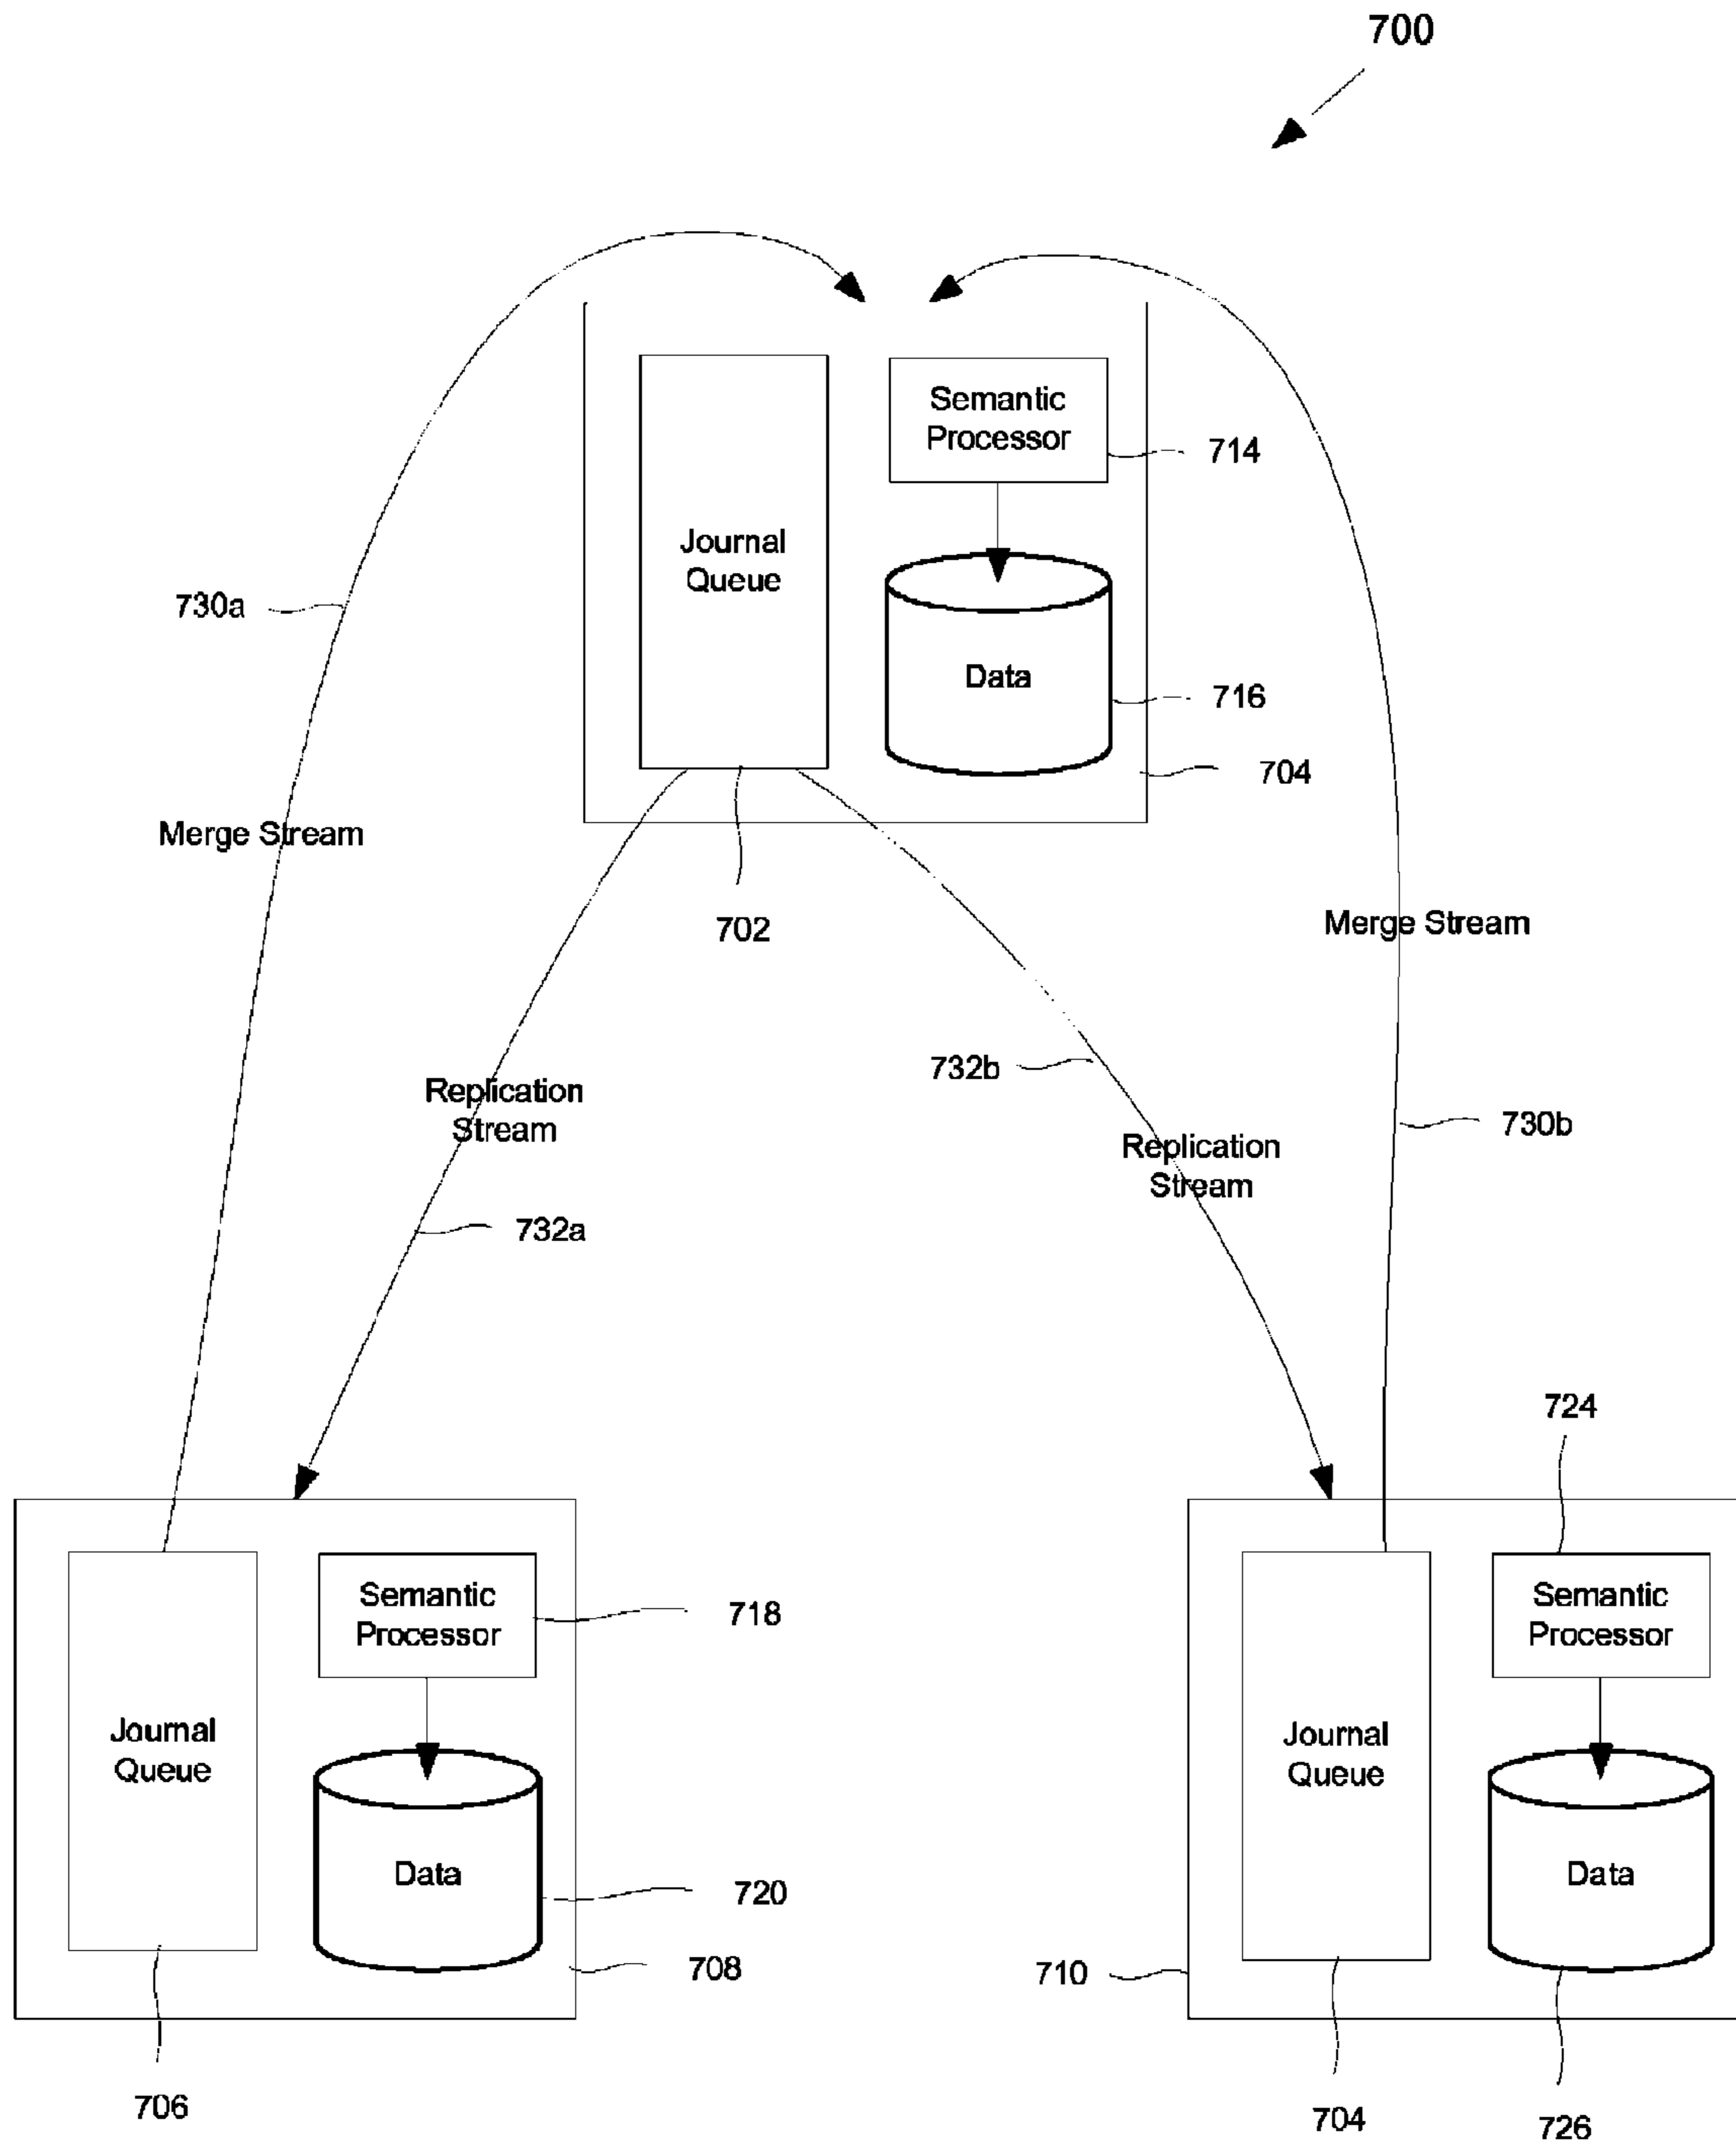 700
Semantic
Processor
714
Journal
Queue
730a
Data
716
704
Merge Stream
702
Merge Stream
732b
Replication
Stream
730b
Replication
Stream
732a
724
Semantic
Processor
718
Semantic
Processor
Journal
Queue
Journal
Queue
Data
720
Data
708
710
706
704
726